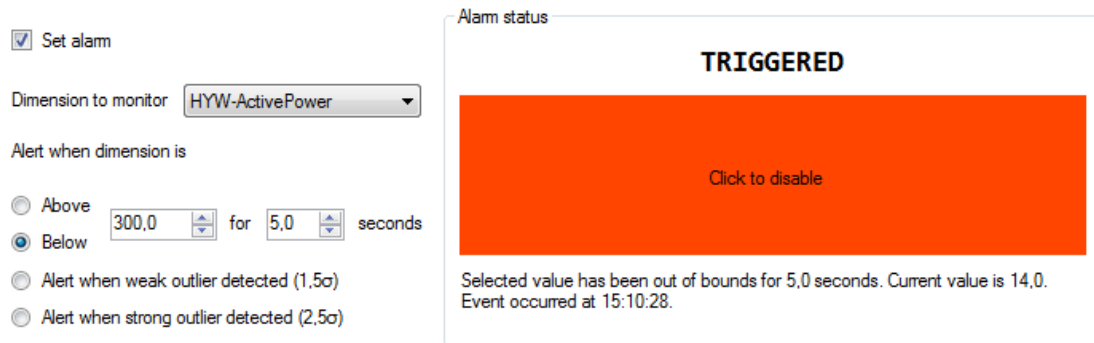 Set alarm
Dimension to monitor HYW-ActivePower
Alert when dimension is
Above
300,0 for 5,0 seconds
Below
Alert when weak outlier detected (1,5σ)
Alert when strong outlier detected (2,5σ)
Alarm status
TRIGGERED
Click to disable
Selected value has been out of bounds for 5,0 seconds. Current value is 14,0.
Event occurred at 15:10:28.